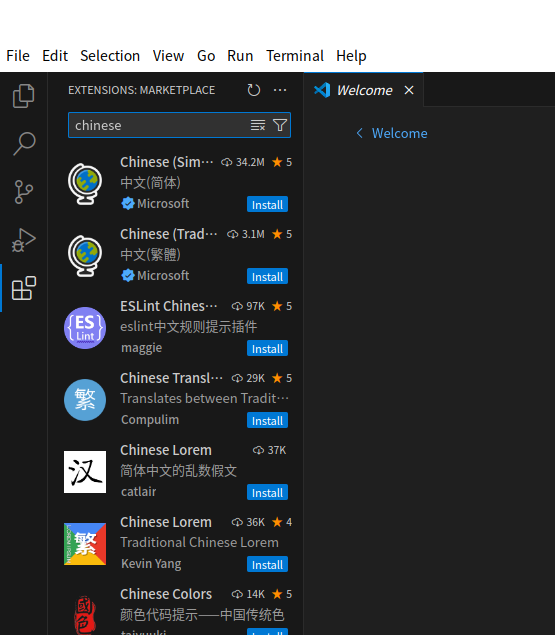 File Edit Selection View Go Run Terminal Help
EXTENSIONS: MARKETPLACE
Welcome
chinese
Welcome
Chinese (Sim··· 34.2M 5
中文(简体)
Microsoft Install
Chinese (Trad··· 3.1M 5
中文(繁體)
Microsoft Install
ESLint Chines··· 97K 5
{ES}
Lint
eslint中文规则提示插件
maggie Install
Chinese Transl··· 29K 5
繁
Translates between Tradit···
Compulim Install
Chinese Lorem 37K
汉
简体中文的乱数假文
catlair Install
Chinese Lorem 36K 4
繁
Traditional Chinese Lorem
Kevin Yang Install
Chinese Colors 14K 5
國色
颜色代码提示——中国传统色